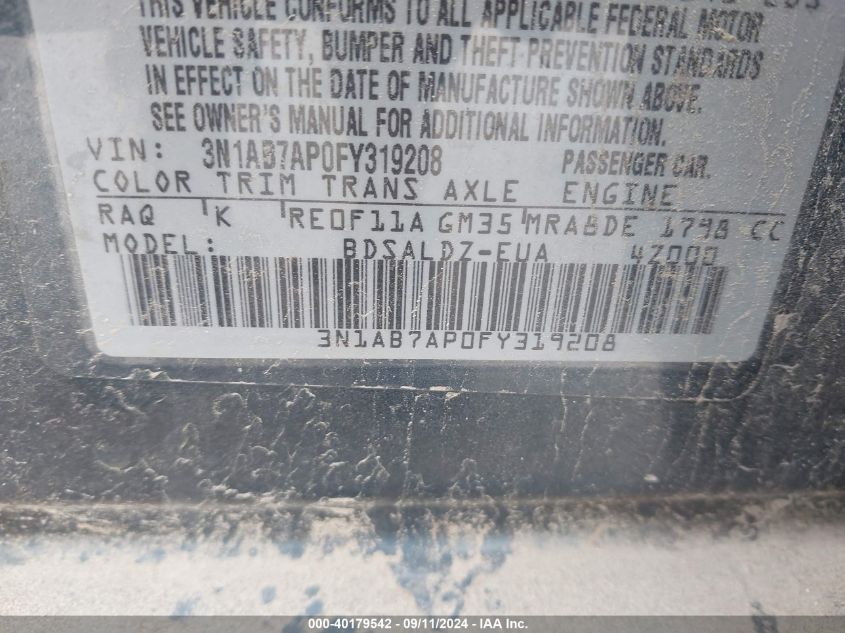 THIS VEHICLE CONFORMS TO ALL APPLICABLE FEDERAL MOTOR
VEHICLE SAFETY, BUMPER AND THEFT PREVENTION STANDARDS
IN EFFECT ON THE DATE OF MANUFACTURE SHOWN ABOVE.
SEE OWNER'S MANUAL FOR ADDITIONAL INFORMATION.
VIN: 3N1AB7AP0FY319208 PASSENGER CAR.
COLOR TRIM TRANS AXLE ENGINE
RAQ K RE0F11A GM35 MRA8DE 1798 CC
MODEL: BDSALDZ-EUA 4Z000
3N1AB7AP0FY319208
000-40179542 - 09/11/2024 - IAA Inc.